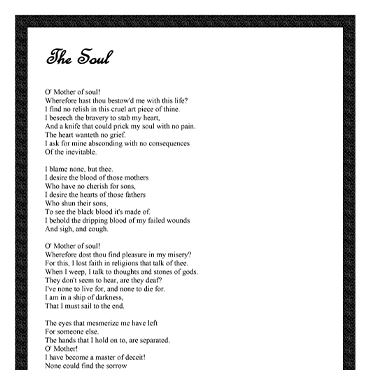 The Soul
O' Mother of soul!
Wherefore hast thou bestow'd me with this life?
I find no relish in this cruel art piece of thine.
I beseech the bravery to stab my heart,
And a knife that could prick my soul with no pain.
The heart wanteth no grief.
I ask for mine absconding with no consequences
Of the inevitable.
I blame none, but thee.
I desire the blood of those mothers
Who have no cherish for sons,
I desire the hearts of those fathers
Who shun their sons,
To see the black blood it's made of.
I behold the dripping blood of my failed wounds
And sigh, and cough.
O' Mother of soul!
Wherefore dost thou find pleasure in my misery?
For this, I lost faith in religions that talk of thee.
When I weep, I talk to thoughts and stones of gods.
They don't seem to hear, are they deaf?
I've none to live for, and none to die for.
I am in a ship of darkness,
That I must sail to the end.
The eyes that mesmerize me have left
For someone else.
The hands that I hold on to, are separated.
O' Mother!
I have become a master of deceit!
None could find the sorrow